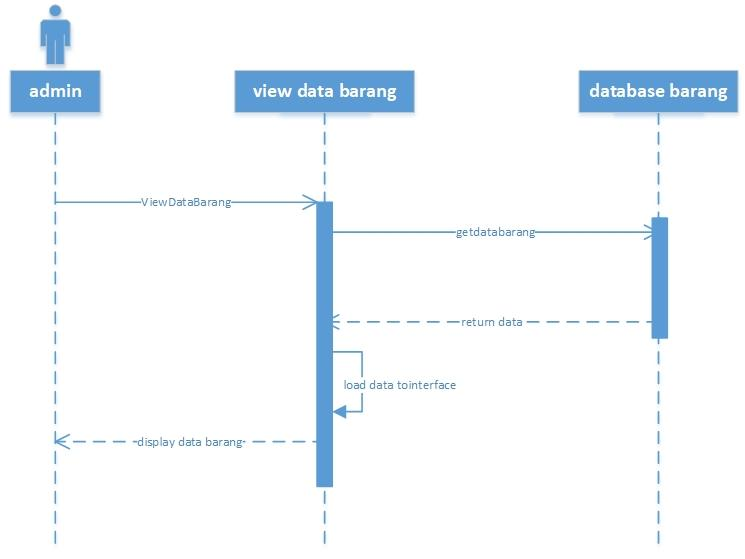 admin
view data barang
database barang
ViewDataBarang
getdatabarang
return data
load data tointerface
display data barang